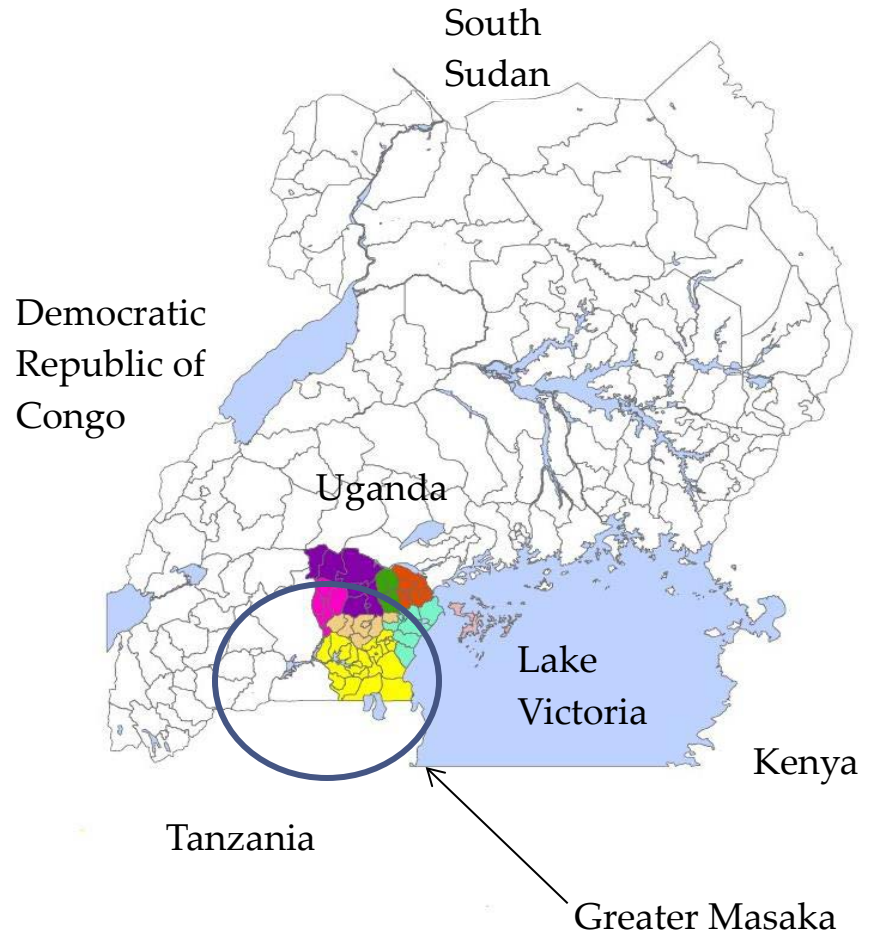 South
Sudan
Democratic
Republic of
Congo
Uganda
Lake
Victoria
Kenya
Tanzania
Greater Masaka